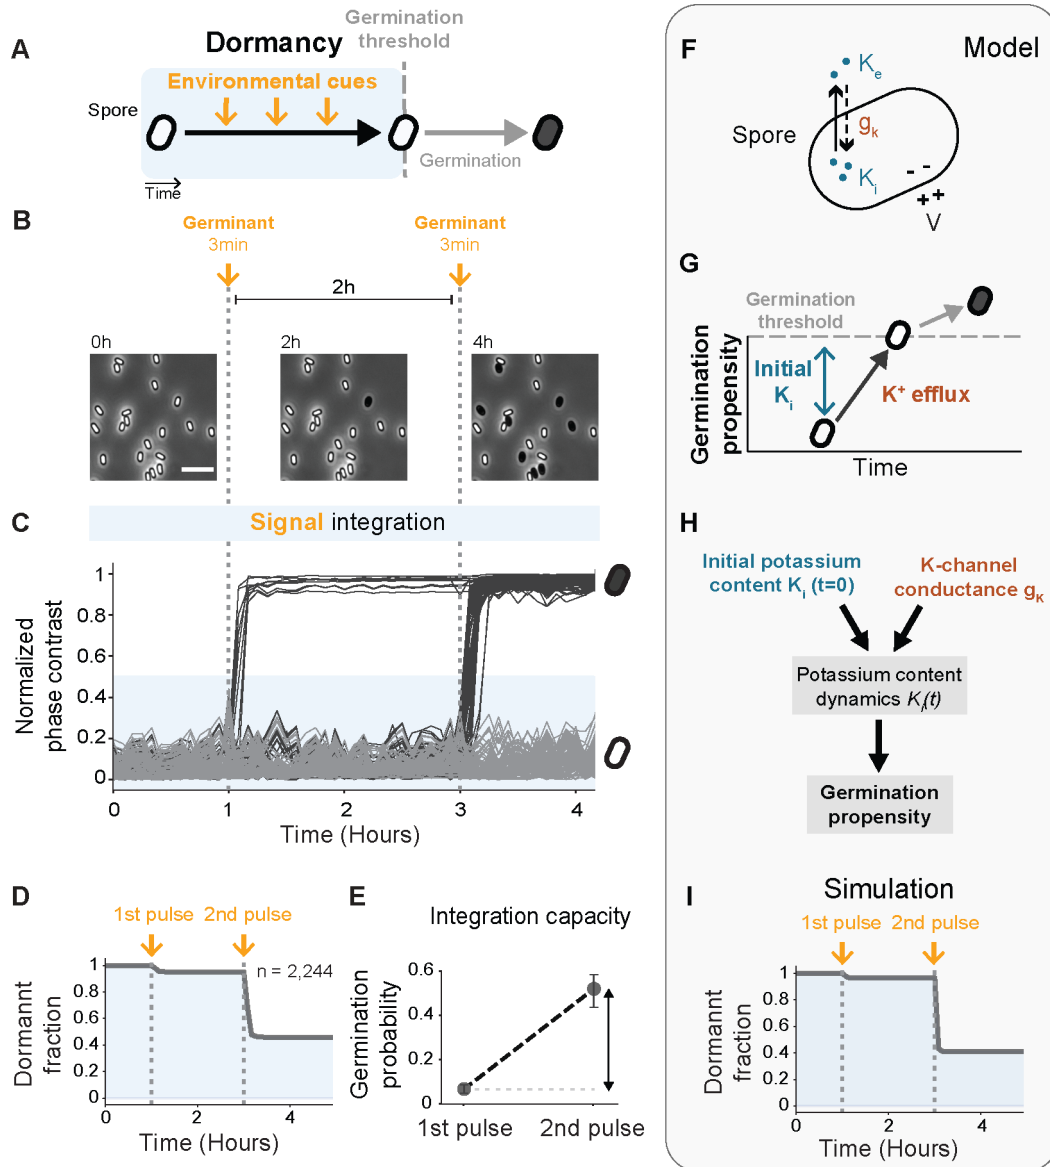 A
Dormancy
Germination
threshold
Environmental cues
Spore
Germination
Time
B
Germinant
3min
Germinant
3min
2h
0h
2h
4h
C
Signal integration
Normalized
phase contrast
1
0.8
0.6
0.4
0.2
0
0
1
2
3
4
Time (Hours)
D
1st pulse
2nd pulse
n = 2,244
Dormannt
fraction
1
0.8
0.6
0.4
0.2
0
0
2
4
Time (Hours)
E
Integration capacity
Germination
probability
0.6
0.4
0.2
0
1st pulse
2nd pulse
Model
F
Ke
gk
Spore
Ki
- -
++
V
G
Germination
threshold
Germination
propensity
Initial
Ki
K+ efflux
Time
H
Initial potassium
content Ki (t=0)
K-channel
conductance gK
Potassium content
dynamics Ki(t)
Germination
propensity
I
Simulation
1st pulse
2nd pulse
Dormannt
fraction
1
0.8
0.6
0.4
0.2
0
0
2
4
Time (Hours)